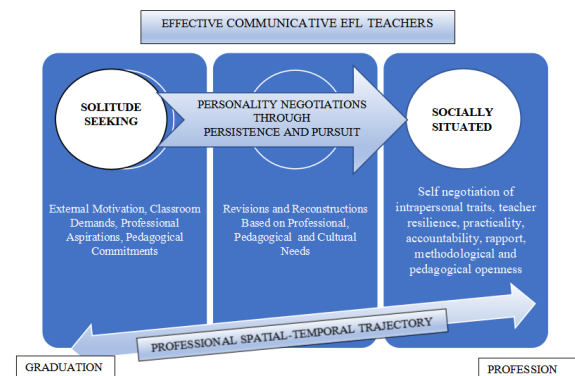 EFFECTIVE COMMUNICATIVE EFL TEACHERS
SOLITUDE
SEEKING
PERSONALITY NEGOTIATIONS
THROUGH
PERSISTENCE AND PURSUIT
SOCIALLY
SITUATED
External Motivation, Classroom
Demands, Professional
Aspirations, Pedagogical
Commitments
Revisions and Reconstructions
Based on Professional,
Pedagogical and Cultural
Needs
Self negotiation of
intrapersonal traits, teacher
resilience, practicality,
accountability, rapport,
methodological and
pedagogical openness
PROFESSIONAL SPATIAL-TEMPORAL TRAJECTORY
GRADUATION
PROFESSION